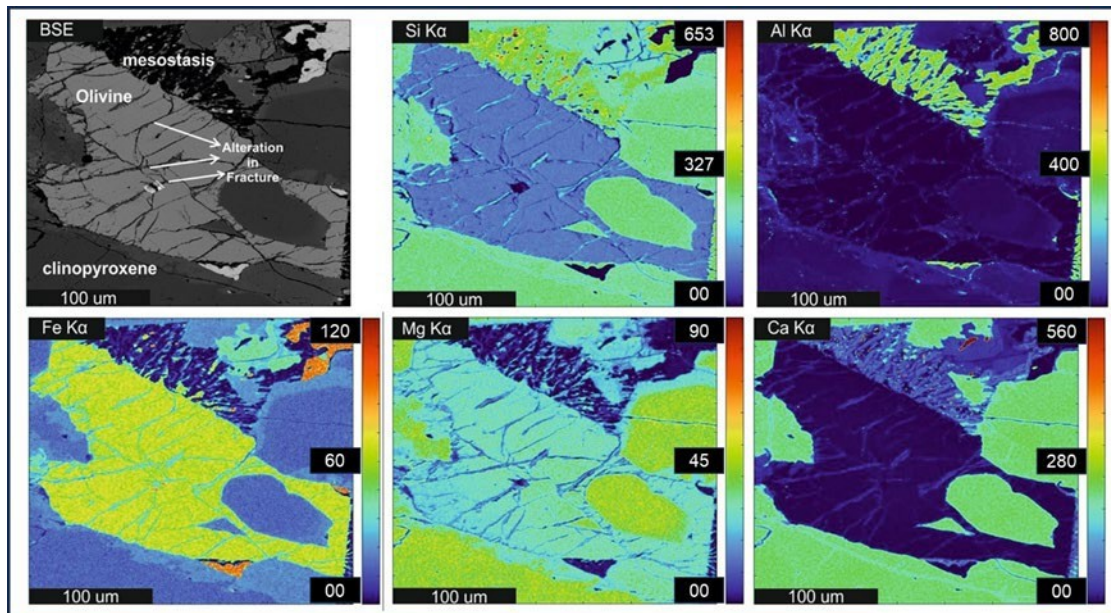 BSE
mesostasis
Olivine
Alteration
in
Fracture
clinopyroxene
100 um
Si Kα
653
327
00
100 um
Al Kα
800
400
00
100 um
Fe Kα
120
60
00
100 um
Mg Kα
90
45
00
100 um
Ca Kα
560
280
00
100 um